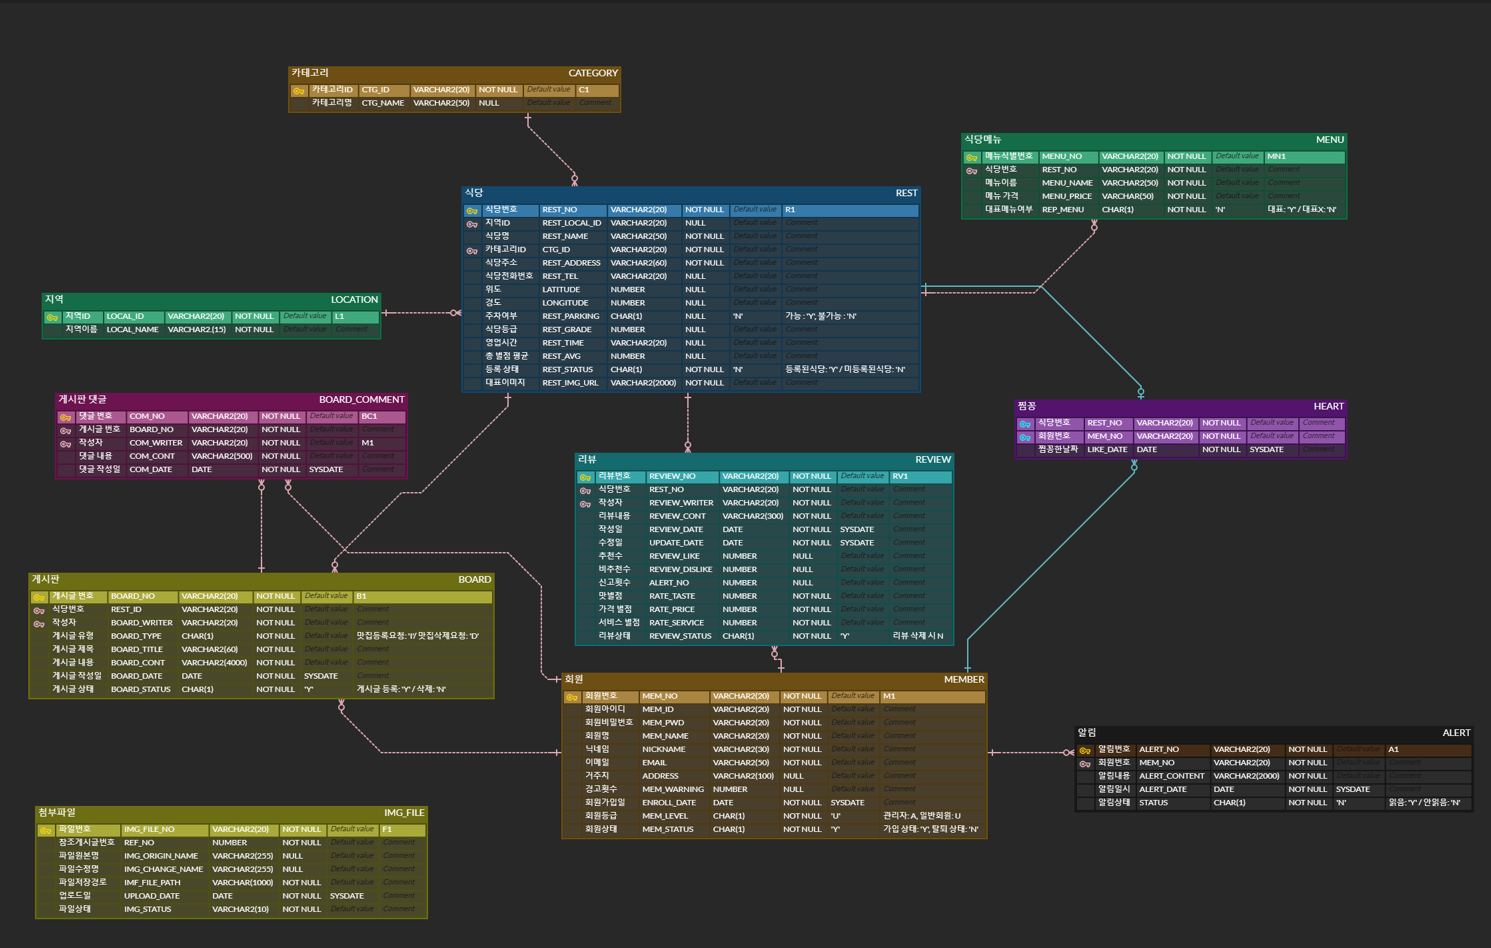 카테고리 CATEGORY
카테고리ID CTG_ID VARCHAR2(20) NOT NULL Default value C1
카테고리명 CTG_NAME VARCHAR2(50) NULL Default value Comment
식당메뉴 MENU
메뉴식별번호 MENU_NO VARCHAR2(20) NOT NULL Default value MN1
식당번호 REST_NO VARCHAR2(20) NOT NULL Default value Comment
메뉴이름 MENU_NAME VARCHAR2(50) NOT NULL Default value Comment
메뉴 가격 MENU_PRICE VARCHAR(50) NOT NULL Default value Comment
대표메뉴여부 REP_MENU CHAR(1) NOT NULL 'N' 대표: 'Y' / 대표X: 'N'
식당 REST
식당번호 REST_NO VARCHAR2(20) NOT NULL Default value R1
지역ID REST_LOCAL_ID VARCHAR2(20) NULL Default value Comment
식당명 REST_NAME VARCHAR2(50) NOT NULL Default value Comment
카테고리ID CTG_ID VARCHAR2(20) NOT NULL Default value Comment
식당주소 REST_ADDRESS VARCHAR2(60) NOT NULL Default value Comment
식당전화번호 REST_TEL VARCHAR2(20) NULL Default value Comment
위도 LATITUDE NUMBER NULL Default value Comment
경도 LONGITUDE NUMBER NULL Default value Comment
주차여부 REST_PARKING CHAR(1) NULL 'N' 가능 : 'Y', 불가능 : 'N'
식당등급 REST_GRADE NUMBER NULL Default value Comment
영업시간 REST_TIME VARCHAR2(20) NULL Default value Comment
총 별점 평균 REST_AVG NUMBER NULL Default value Comment
등록 상태 REST_STATUS CHAR(1) NOT NULL 'N' 등록된식당: 'Y' / 미등록된식당: 'N'
대표이미지 REST_IMG_URL VARCHAR2(2000) NOT NULL Default value Comment
지역 LOCATION
지역ID LOCAL_ID VARCHAR2(20) NOT NULL Default value L1
지역이름 LOCAL_NAME VARCHAR2.(15) NOT NULL Default value Comment
게시판 댓글 BOARD_COMMENT
댓글 번호 COM_NO VARCHAR2(20) NOT NULL Default value BC1
게시글 번호 BOARD_NO VARCHAR2(20) NOT NULL Default value Comment
작성자 COM_WRITER VARCHAR2(20) NOT NULL Default value M1
댓글 내용 COM_CONT VARCHAR2(500) NOT NULL Default value Comment
댓글 작성일 COM_DATE DATE NOT NULL SYSDATE Comment
찜꽁 HEART
식당번호 REST_NO VARCHAR2(20) NOT NULL Default value Comment
회원번호 MEM_NO VARCHAR2(20) NOT NULL Default value Comment
찜꽁한날짜 LIKE_DATE DATE NOT NULL SYSDATE Comment
리뷰 REVIEW
리뷰번호 REVIEW_NO VARCHAR2(20) NOT NULL Default value RV1
식당번호 REST_NO VARCHAR2(20) NOT NULL Default value Comment
작성자 REVIEW_WRITER VARCHAR2(20) NOT NULL Default value Comment
리뷰내용 REVIEW_CONT VARCHAR2(300) NOT NULL Default value Comment
작성일 REVIEW_DATE DATE NOT NULL SYSDATE Comment
수정일 UPDATE_DATE DATE NOT NULL SYSDATE Comment
추천수 REVIEW_LIKE NUMBER NULL Default value Comment
비추천수 REVIEW_DISLIKE NUMBER NULL Default value Comment
신고횟수 ALERT_NO NUMBER NULL Default value Comment
맛별점 RATE_TASTE NUMBER NOT NULL Default value Comment
가격 별점 RATE_PRICE NUMBER NOT NULL Default value Comment
서비스 별점 RATE_SERVICE NUMBER NOT NULL Default value Comment
리뷰상태 REVIEW_STATUS CHAR(1) NOT NULL 'Y' 리뷰 삭제 시 N
게시판 BOARD
게시글 번호 BOARD_NO VARCHAR2(20) NOT NULL Default value B1
식당번호 REST_ID VARCHAR2(20) NOT NULL Default value Comment
작성자 BOARD_WRITER VARCHAR2(20) NOT NULL Default value Comment
게시글 유형 BOARD_TYPE CHAR(1) NOT NULL Default value 맛집등록요청: 'I'/ 맛집삭제요청: 'D'
게시글 제목 BOARD_TITLE VARCHAR2(60) NOT NULL Default value Comment
게시글 내용 BOARD_CONT VARCHAR2(4000) NOT NULL Default value Comment
게시글 작성일 BOARD_DATE DATE NOT NULL SYSDATE Comment
게시글 상태 BOARD_STATUS CHAR(1) NOT NULL 'Y' 게시글 등록: 'Y' / 삭제: 'N'
회원 MEMBER
회원번호 MEM_NO VARCHAR2(20) NOT NULL Default value M1
회원아이디 MEM_ID VARCHAR2(20) NOT NULL Default value Comment
회원비밀번호 MEM_PWD VARCHAR2(20) NOT NULL Default value Comment
회원명 MEM_NAME VARCHAR2(20) NOT NULL Default value Comment
닉네임 NICKNAME VARCHAR2(30) NOT NULL Default value Comment
이메일 EMAIL VARCHAR2(50) NOT NULL Default value Comment
거주지 ADDRESS VARCHAR2(100) NULL Default value Comment
경고횟수 MEM_WARNING NUMBER NULL Default value Comment
회원가입일 ENROLL_DATE DATE NOT NULL SYSDATE Comment
회원등급 MEM_LEVEL CHAR(1) NOT NULL 'U' 관리자: A, 일반회원: U
회원상태 MEM_STATUS CHAR(1) NOT NULL 'Y' 가입 상태: 'Y', 탈퇴 상태: 'N'
알림 ALERT
알림번호 ALERT_NO VARCHAR2(20) NOT NULL Default value A1
회원번호 MEM_NO VARCHAR2(20) NOT NULL Default value Comment
알림내용 ALERT_CONTENT VARCHAR2(2000) NOT NULL Default value Comment
알림일시 ALERT_DATE DATE NOT NULL SYSDATE Comment
알림상태 STATUS CHAR(1) NOT NULL 'N' 읽음: 'Y' / 안읽음: 'N'
첨부파일 IMG_FILE
파일번호 IMG_FILE_NO VARCHAR2(20) NOT NULL Default value F1
참조게시글번호 REF_NO NUMBER NOT NULL Default value Comment
파일원본명 IMG_ORIGIN_NAME VARCHAR2(255) NULL Default value Comment
파일수정명 IMG_CHANGE_NAME VARCHAR2(255) NULL Default value Comment
파일저장경로 IMF_FILE_PATH VARCHAR(1000) NOT NULL Default value Comment
업로드일 UPLOAD_DATE DATE NOT NULL SYSDATE Comment
파일상태 IMG_STATUS VARCHAR2(10) NOT NULL Default value Comment